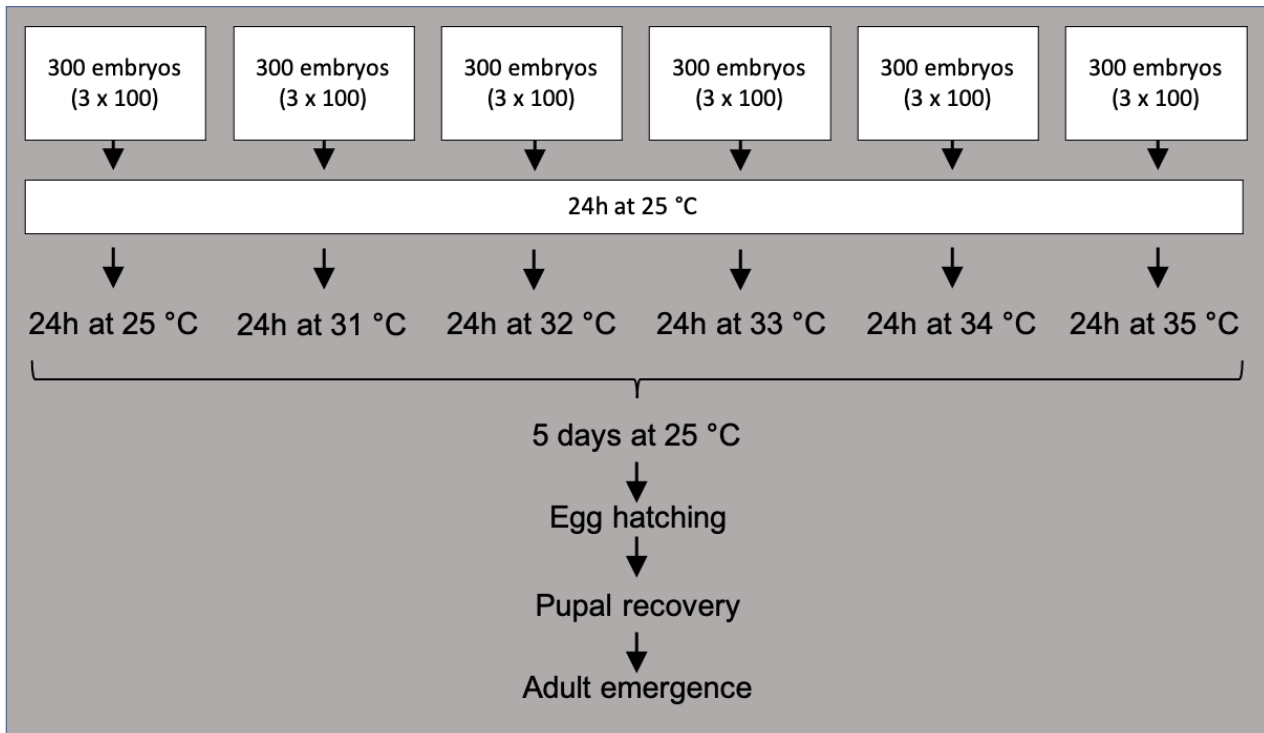 300 embryos 300 embryos 300 embryos 300 embryos 300 embryos 300 embryos
(3 x 100) (3 x 100) (3 x 100) (3 x 100) (3 x 100) (3 x 100)
24h at 25 °C
24h at 25 °C 24h at 31 °C 24h at 32 °C 24h at 33 °C 24h at 34 °C 24h at 35 °C
5 days at 25 °C
Egg hatching
Pupal recovery
Adult emergence